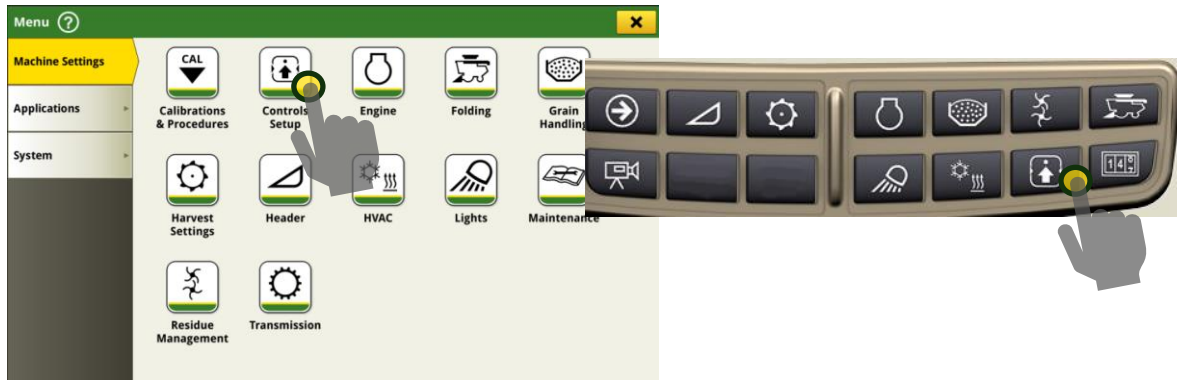 Menu ?
Machine Settings
Applications
System
CAL
Calibrations
& Procedures
Controls
Setup
Engine
Folding
Grain
Handling
Harvest
Settings
Header
HVAC
Lights
Maintenance
Residue
Management
Transmission